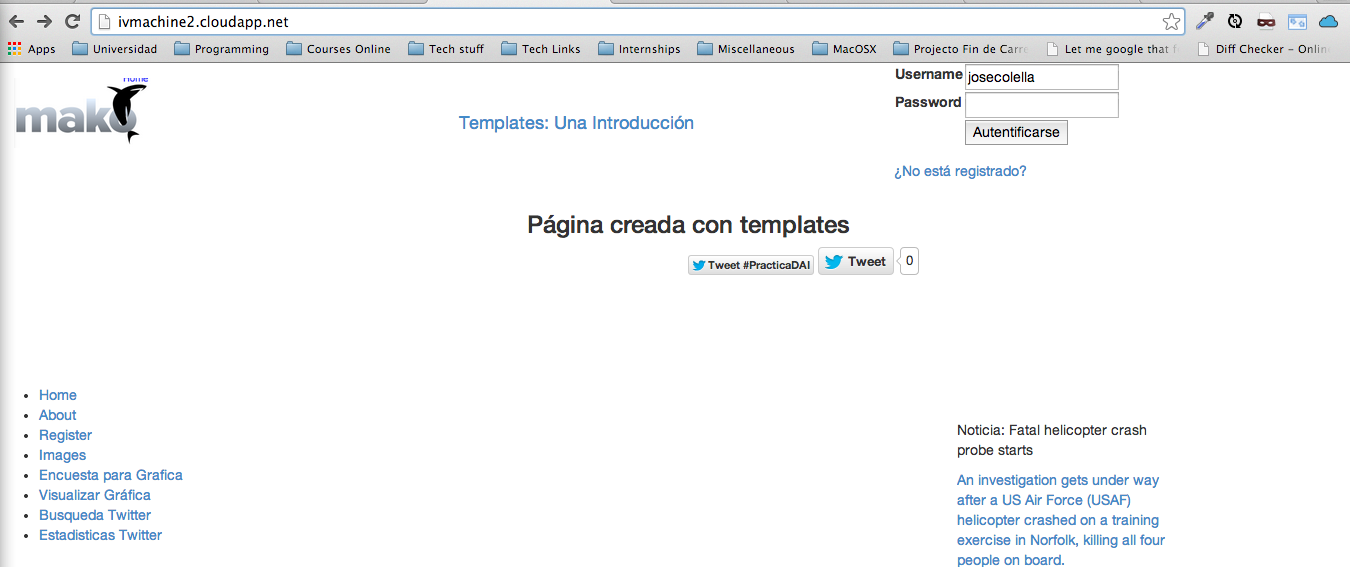 ivmachine2.cloudapp.net
Apps Universidad Programming Courses Online Tech stuff Tech Links Internships Miscellaneous MacOSX Projecto Fin de Carre Let me google that Diff Checker - Onlin
Home
mako
Templates: Una Introducción
Username josecolella
Password
Autentificarse
¿No está registrado?
Página creada con templates
Tweet #PracticaDAI Tweet 0
Home
About
Register
Images
Encuesta para Grafica
Visualizar Gráfica
Busqueda Twitter
Estadisticas Twitter
Noticia: Fatal helicopter crash
probe starts
An investigation gets under way
after a US Air Force (USAF)
helicopter crashed on a training
exercise in Norfolk, killing all four
people on board.